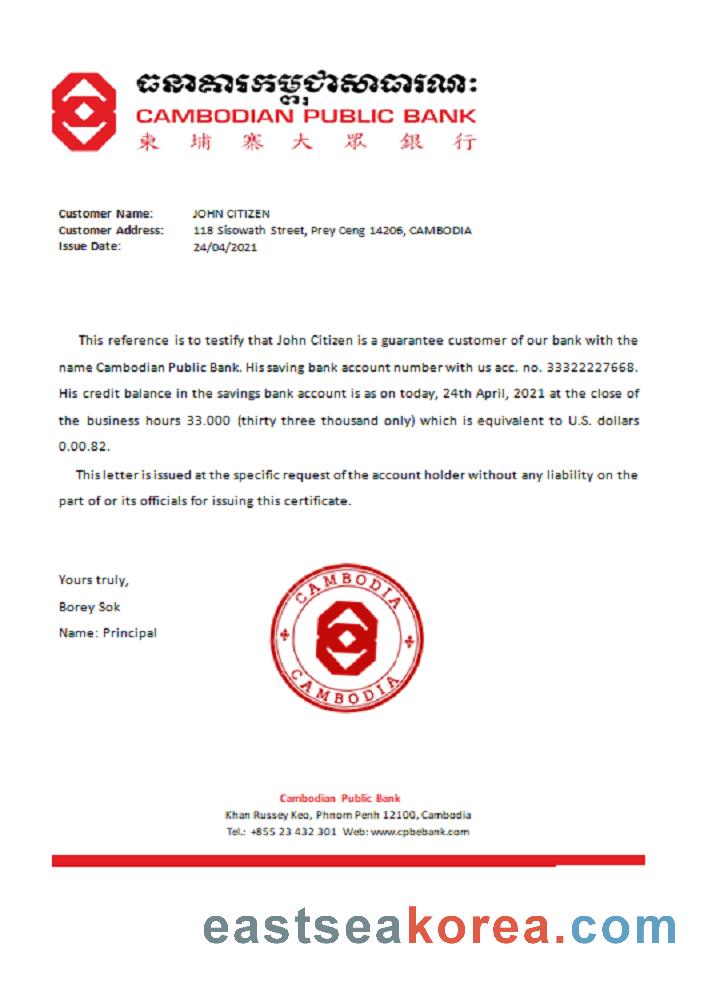 ធនាគារកម្ពុជាសាធារណៈ
CAMBODIAN PUBLIC BANK
柬埔寨大眾銀行
Customer Name: JOHN CITIZEN
Customer Address: 118 Sisowath Street, Prey Ceng 14206, CAMBODIA
Issue Date: 24/04/2021
This reference is to testify that John Citizen is a guarantee customer of our bank with the
name Cambodian Public Bank. His saving bank account number with us acc. no. 33322227668.
His credit balance in the savings bank account is as on today, 24th April, 2021 at the close of
the business hours 33.000 (thirty three thousand only) which is equivalent to U.S. dollars
0.00.82.
This letter is issued at the specific request of the account holder without any liability on the
part of or its officials for issuing this certificate.
Yours truly,
Borey Sok
Name: Principal
CAMBODIA
CAMBODIA
Cambodian Public Bank
Khan Russey Keo, Phnom Penh 12100, Cambodia
Tel.: +855 23 432 301 Web: www.cpbebank.com
eastseakorea.com